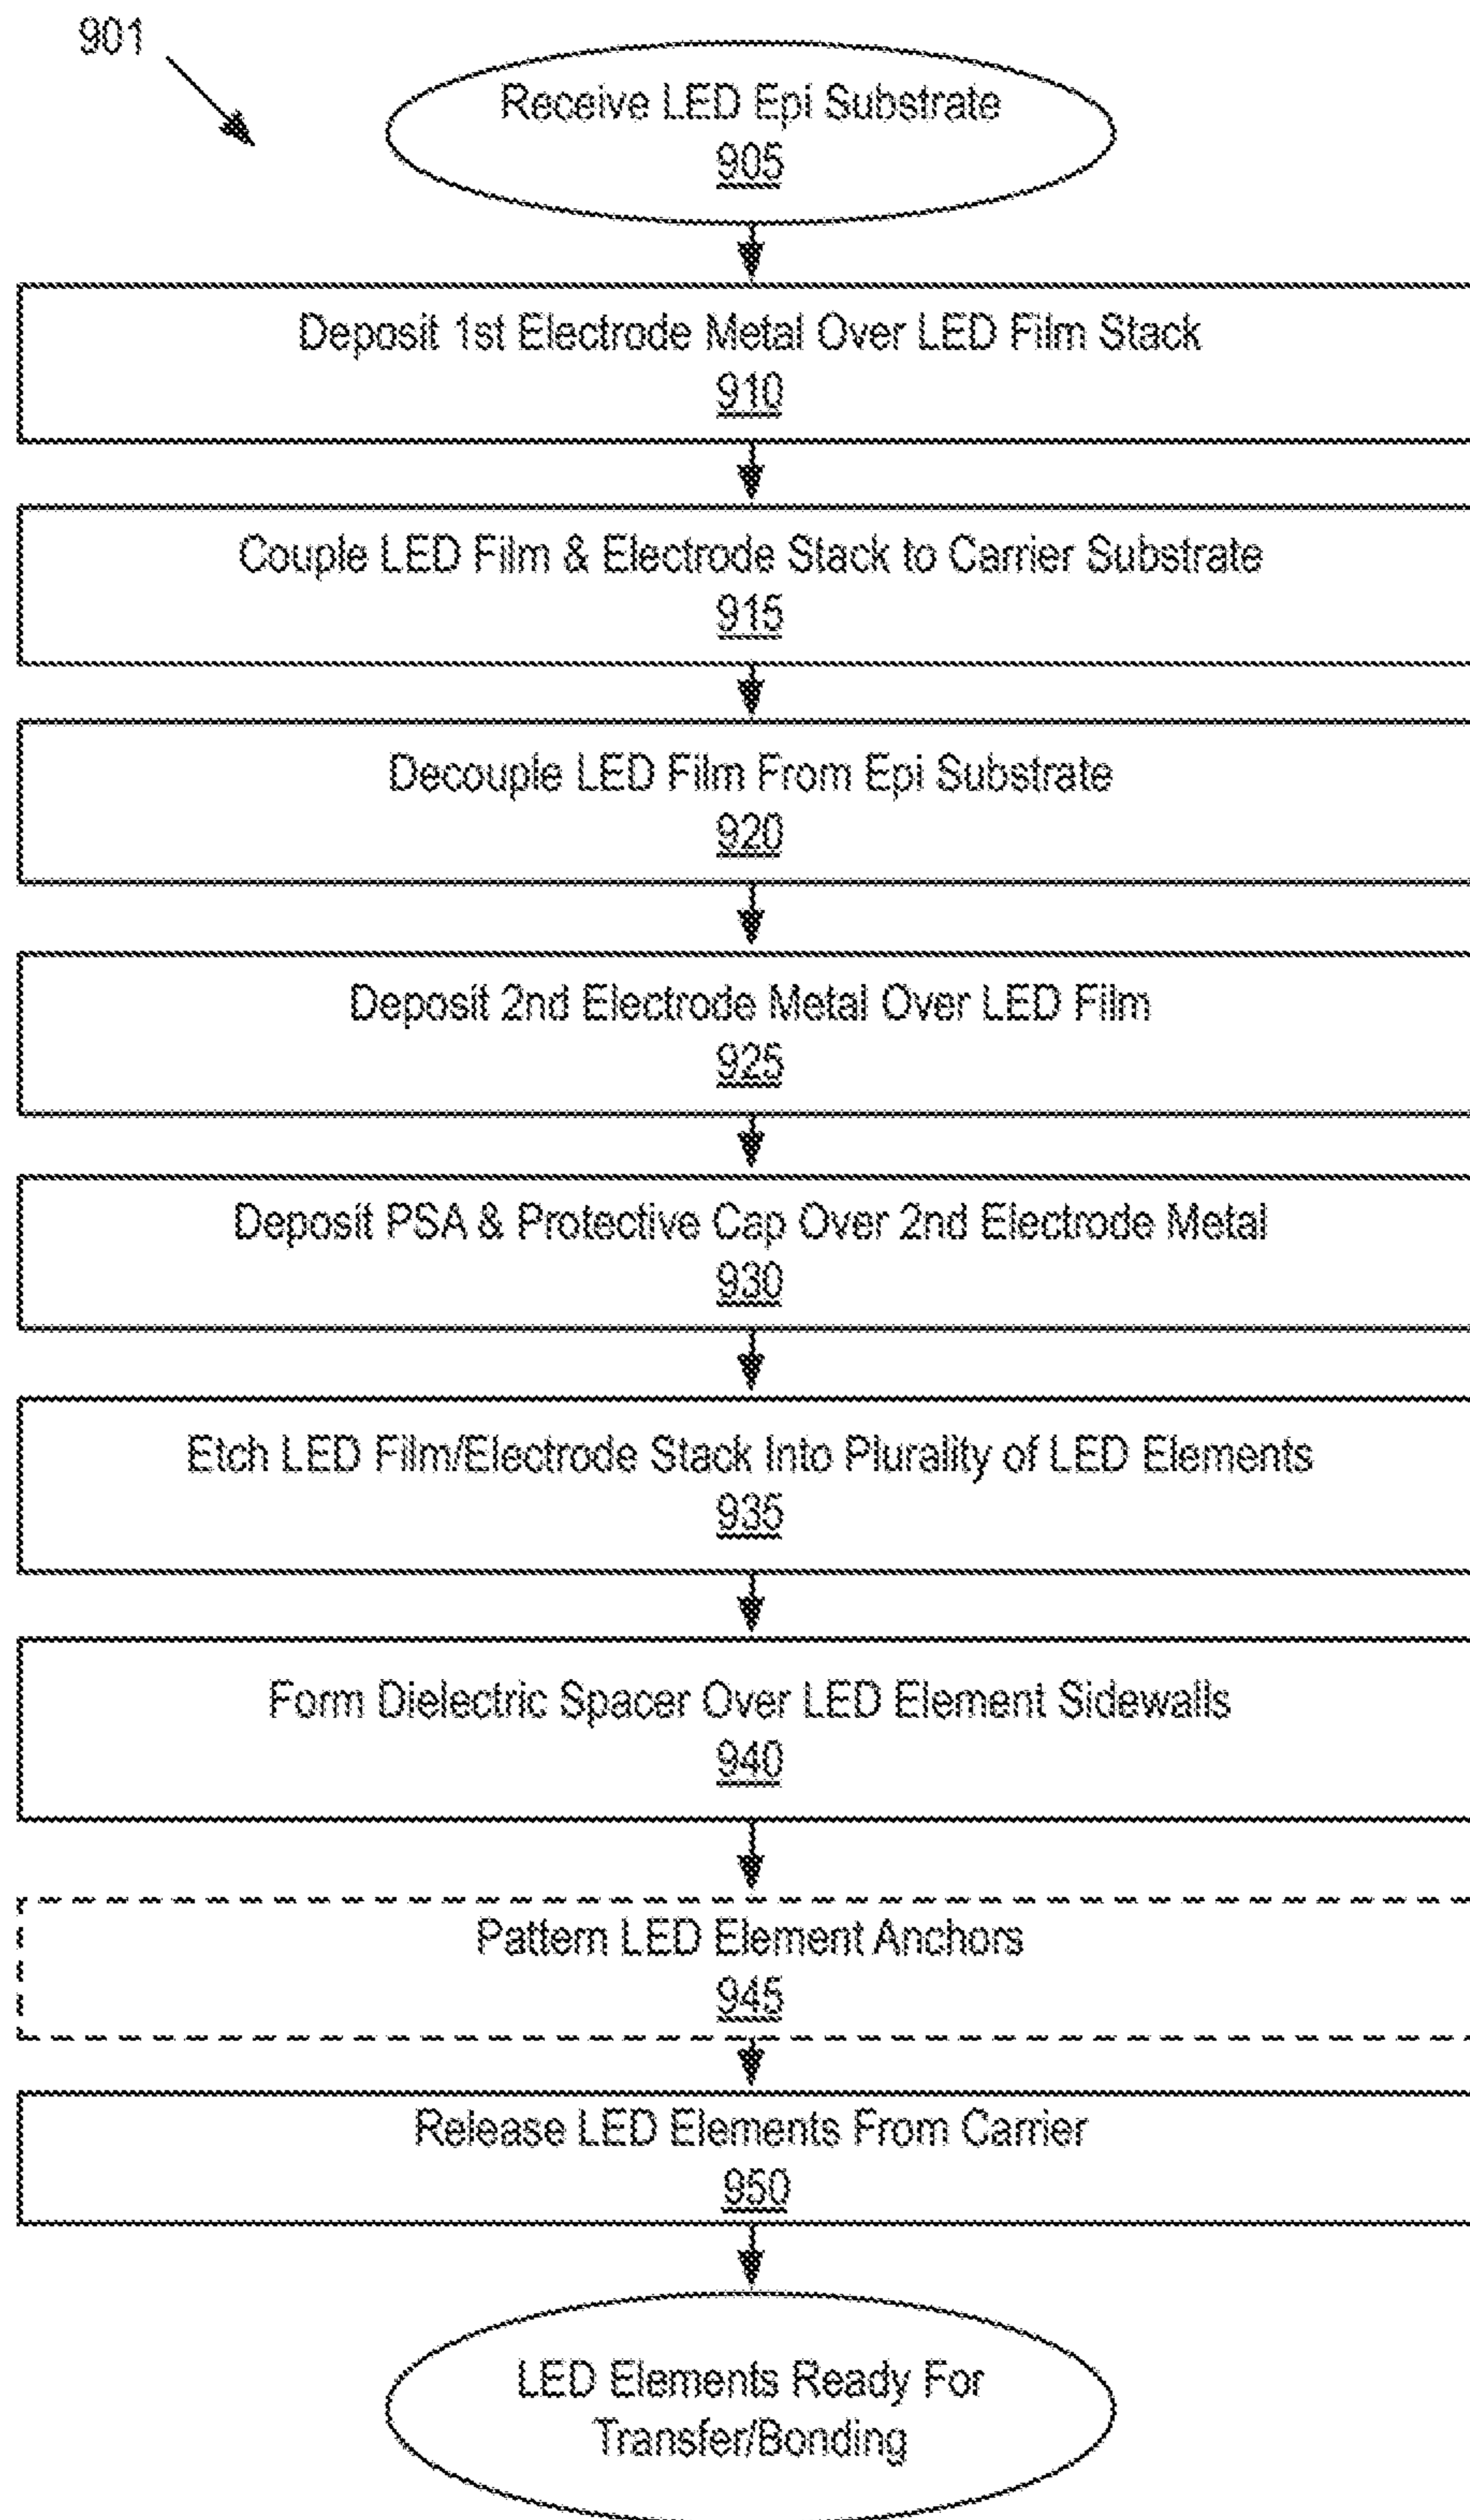 901
Receive LED Epi Substrate
905
Deposit 1st Electrode Metal Over LED Film Stack
910
Couple LED Film & Electrode Stack to Carrier Substrate
915
Decouple LED Film From Epi Substrate
920
Deposit 2nd Electrode Metal Over LED Film
925
Deposit PSA & Protective Cap Over 2nd Electrode Metal
930
Etch LED Film/Electrode Stack Into Plurality of LED Elements
935
Form Dielectric Spacer Over LED Element Sidewalls
940
Pattern LED Element Anchors
945
Release LED Elements From Carrier
950
LED Elements Ready For
Transfer/Bonding